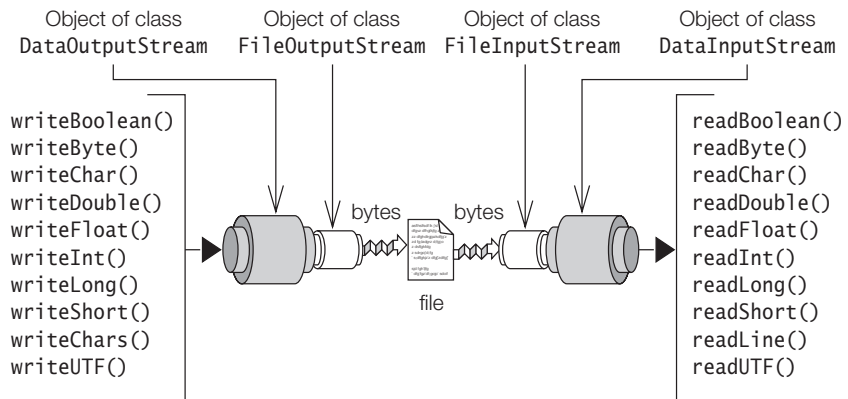 Object of class
DataOutputStream
Object of class
FileOutputStream
Object of class
FileInputStream
Object of class
DataInputStream
writeBoolean()
writeByte()
writeChar()
writeDouble()
writeFloat()
writeInt()
writeLong()
writeShort()
writeChars()
writeUTF()
bytes
file
bytes
readBoolean()
readByte()
readChar()
readDouble()
readFloat()
readInt()
readLong()
readShort()
readLine()
readUTF()